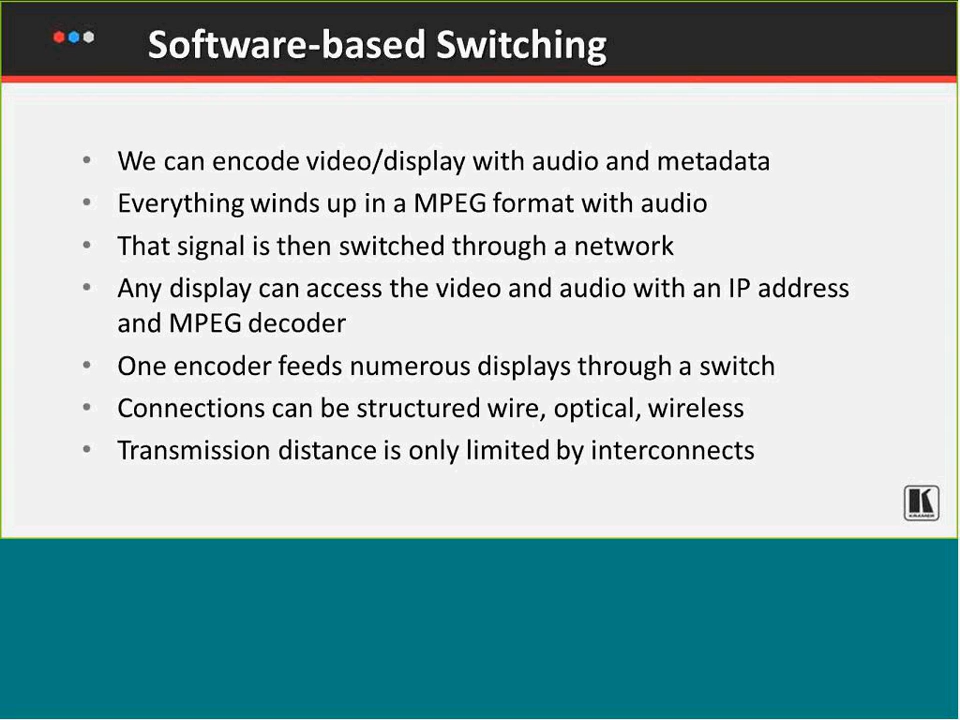 Software-based Switching
• We can encode video/display with audio and metadata
• Everything winds up in a MPEG format with audio
• That signal is then switched through a network
• Any display can access the video and audio with an IP address
and MPEG decoder
• One encoder feeds numerous displays through a switch
• Connections can be structured wire, optical, wireless
• Transmission distance is only limited by interconnects
K
KRAMER